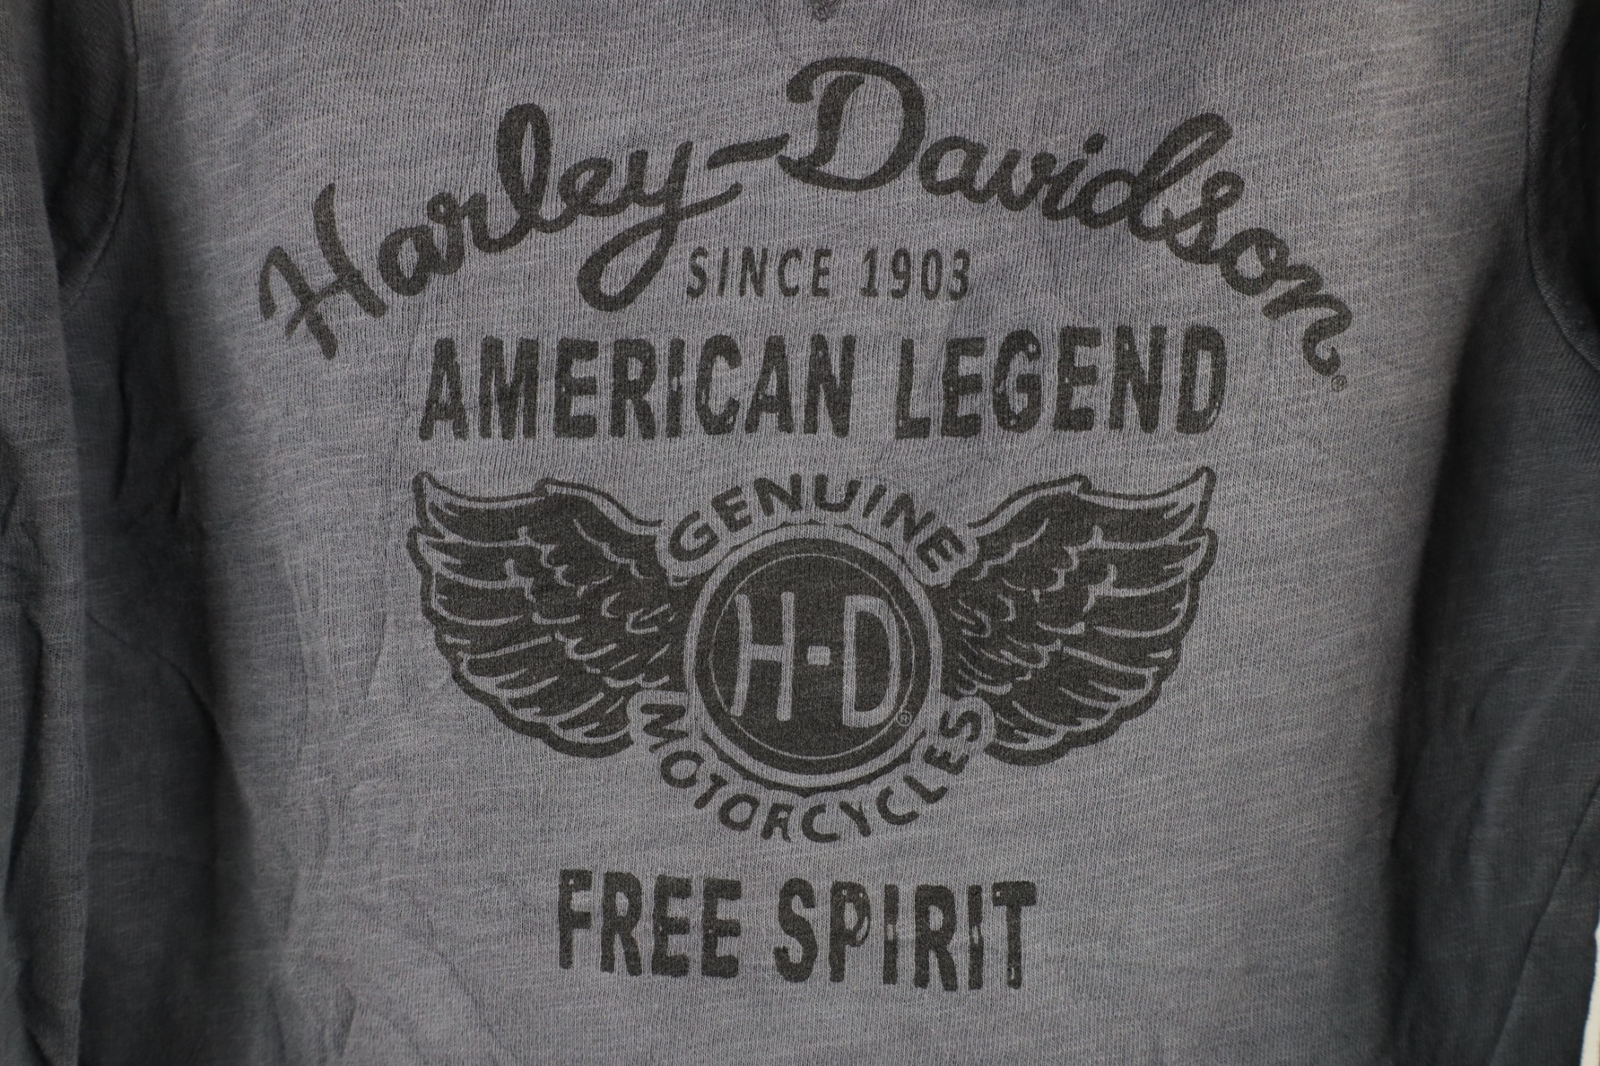 Harley-Davidson®
SINCE 1903
AMERICAN LEGEND
GENUINE
H-D®
MOTORCYCLES
FREE SPIRIT